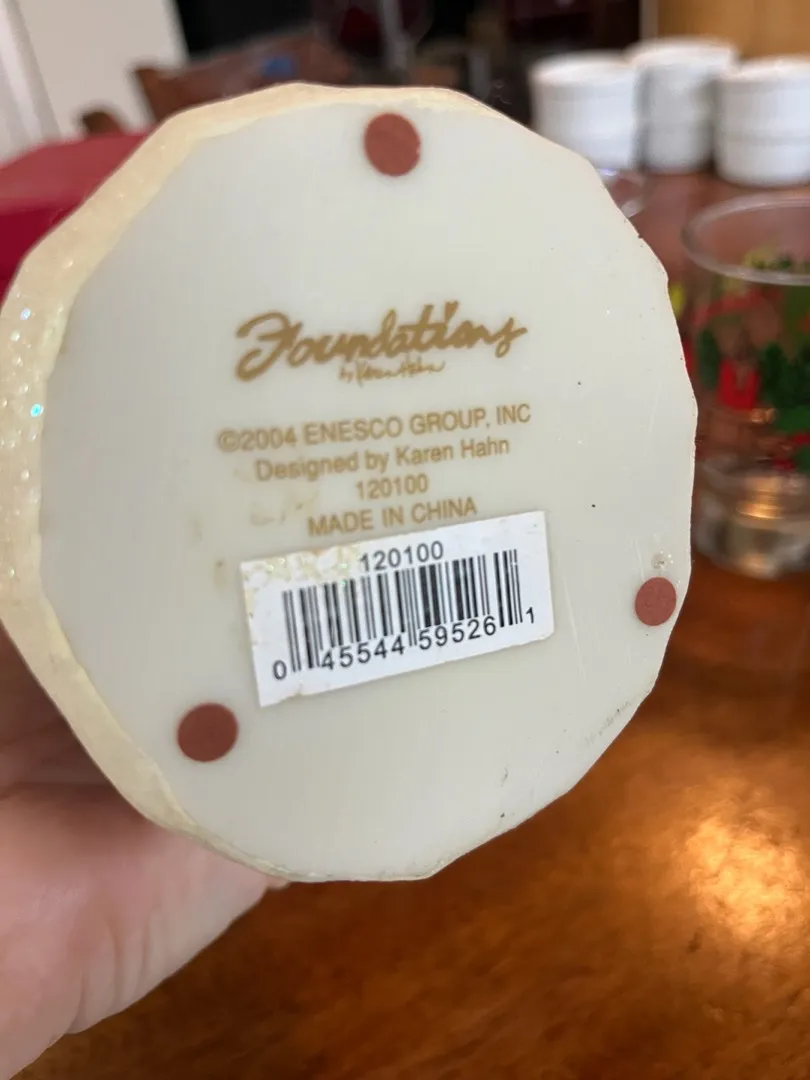 Foundations
by Karen Hahn
©2004 ENESCO GROUP, INC
Designed by Karen Hahn
120100
MADE IN CHINA
120100
0 45544 59526 1